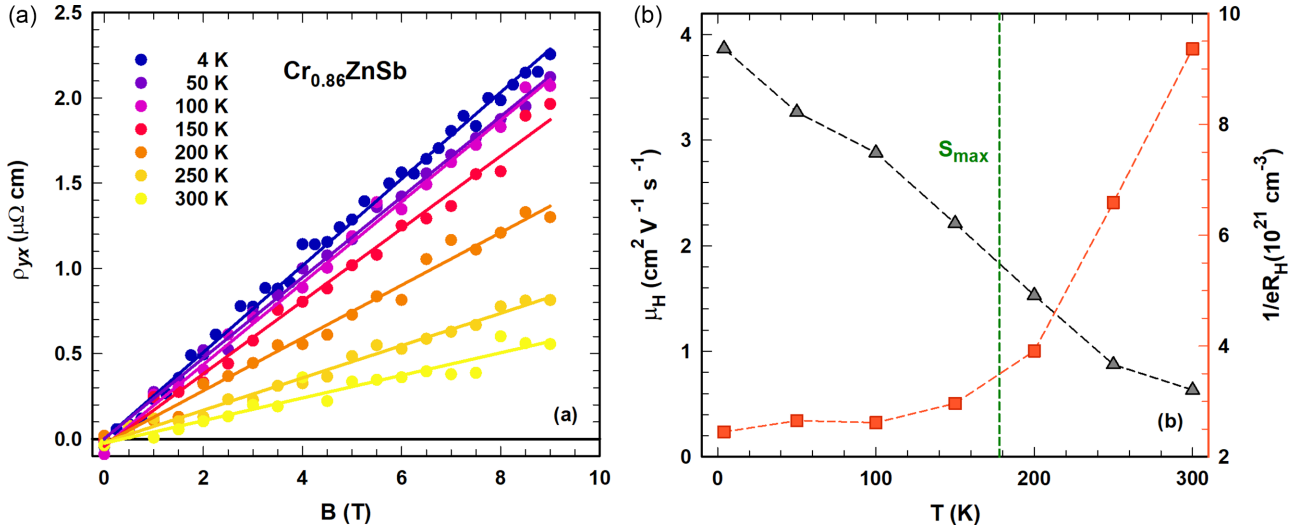 (a)
2.5
2.0
1.5
1.0
0.5
0.0
ρyx (μΩ cm)
4 K
50 K
100 K
150 K
200 K
250 K
300 K
Cr0.86ZnSb
(a)
0 2 4 6 8 10
B (T)
(b)
4
3
2
1
0
μH (cm2 V-1 s-1)
Smax
(b)
10
8
6
4
2
1/eRH(1021 cm-3)
0 100 200 300
T (K)